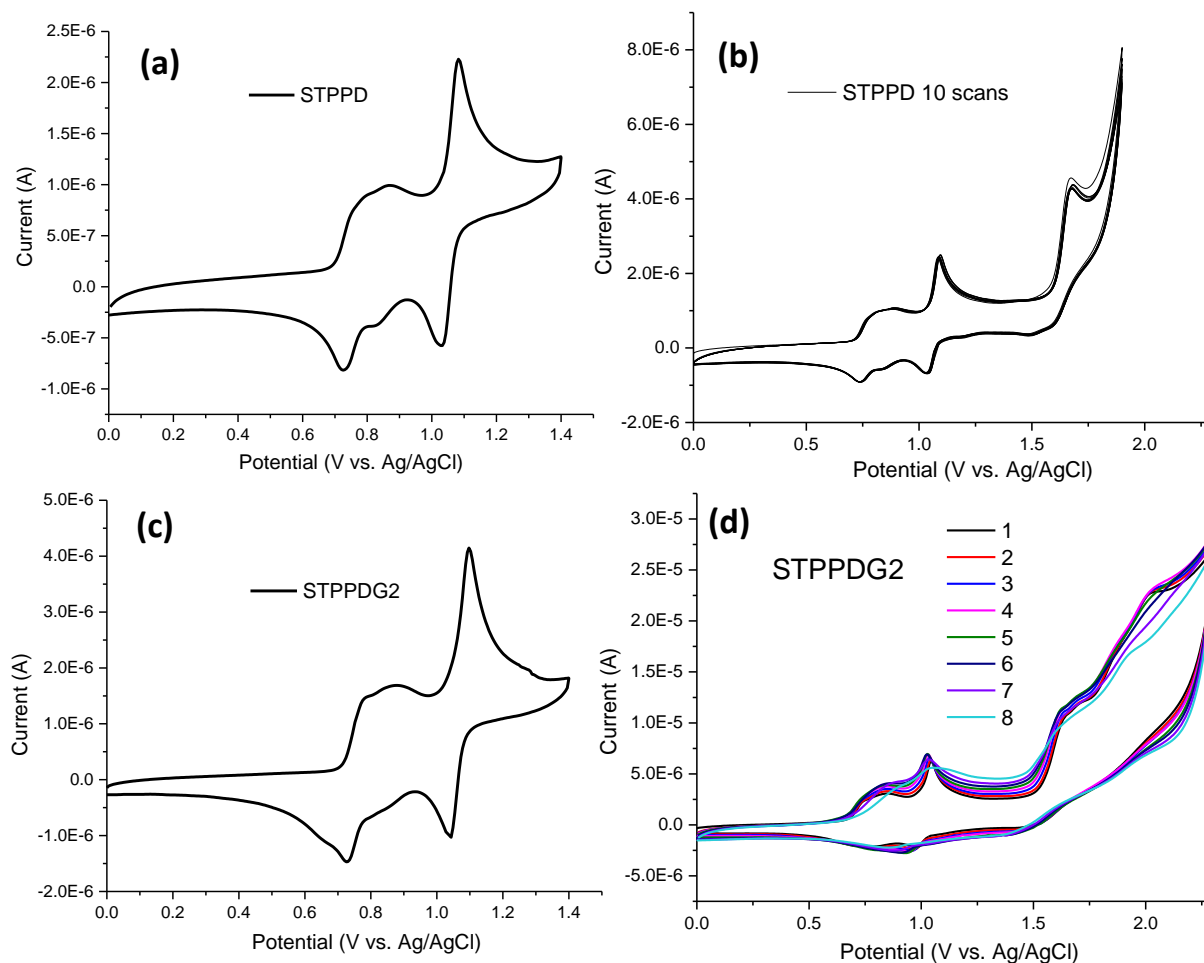 (a)
STPPD
2.5E-6
2.0E-6
1.5E-6
1.0E-6
5.0E-7
0.0
-5.0E-7
-1.0E-6
Current (A)
0.0 0.2 0.4 0.6 0.8 1.0 1.2 1.4
Potential (V vs. Ag/AgCl)
(b)
STPPD 10 scans
8.0E-6
6.0E-6
4.0E-6
2.0E-6
0.0
-2.0E-6
Current (A)
0.0 0.5 1.0 1.5 2.0
Potential (V vs. Ag/AgCl)
(c)
STPPDG2
5.0E-6
4.0E-6
3.0E-6
2.0E-6
1.0E-6
0.0
-1.0E-6
-2.0E-6
Current (A)
0.0 0.2 0.4 0.6 0.8 1.0 1.2 1.4
Potential (V vs. Ag/AgCl)
(d)
STPPDG2
1
2
3
4
5
6
7
8
3.0E-5
2.5E-5
2.0E-5
1.5E-5
1.0E-5
5.0E-6
0.0
-5.0E-6
Current (A)
0.0 0.5 1.0 1.5 2.0
Potential (V vs. Ag/AgCl)